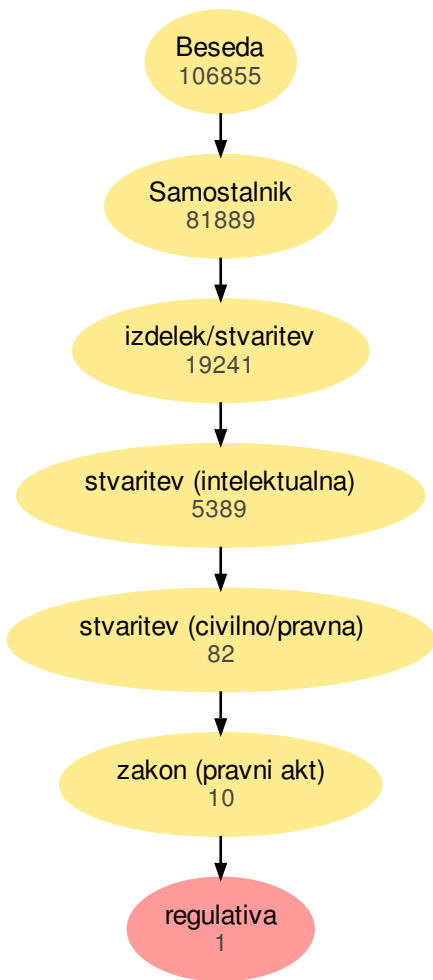 Beseda
106855
Samostalnik
81889
izdelek/stvaritev
19241
stvaritev (intelektualna)
5389
stvaritev (civilno/pravna)
82
zakon (pravni akt)
10
regulativa
1